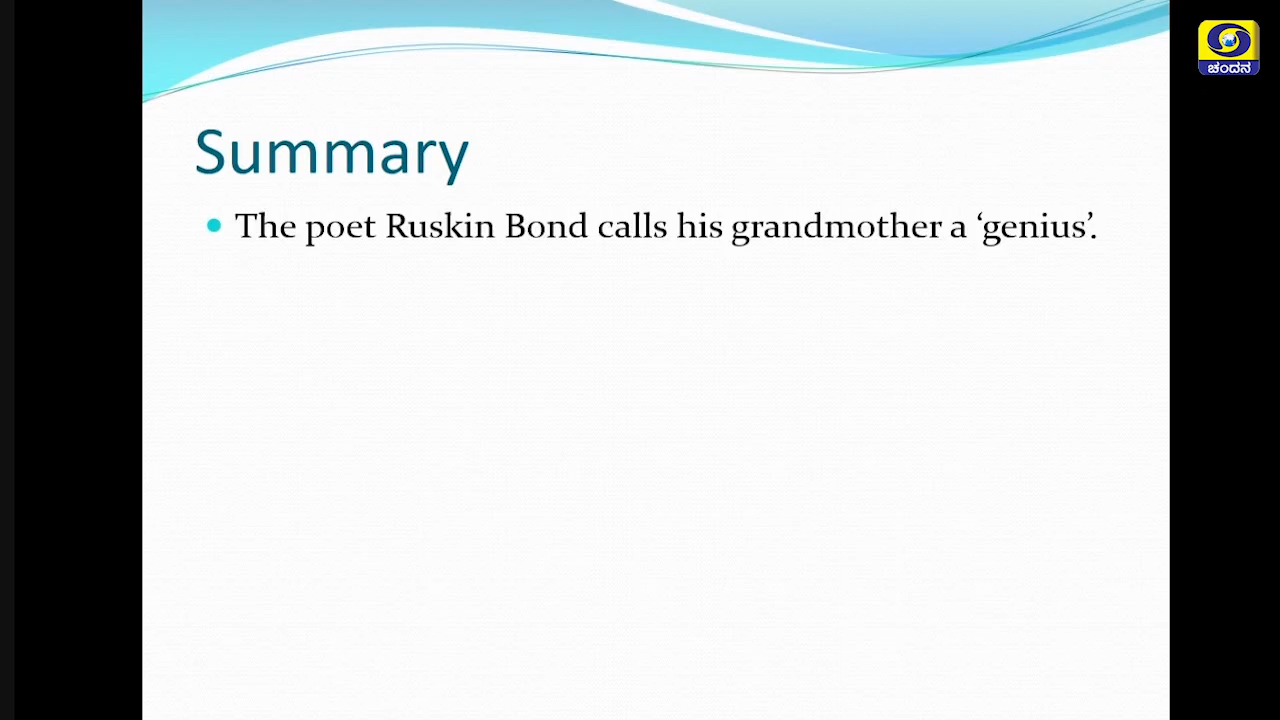 ಚಂದನ
Summary
The poet Ruskin Bond calls his grandmother a ‘genius’.